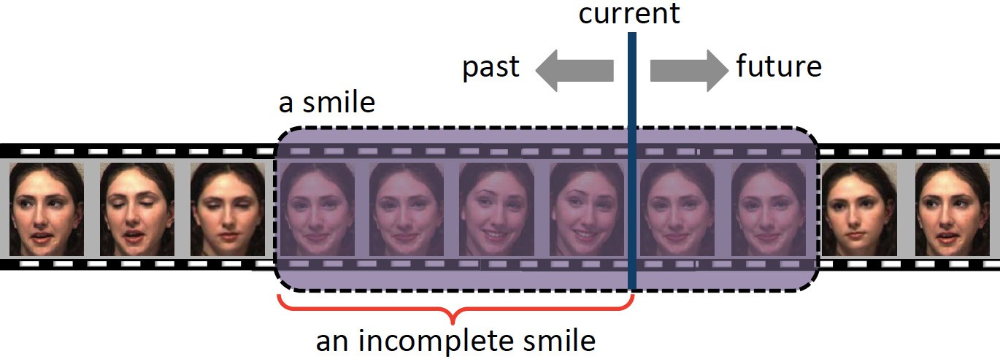 current
past
future
a smile
an incomplete smile